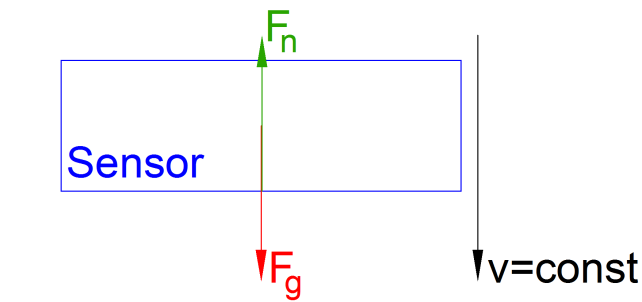 Fn
Sensor
Fg
v=const